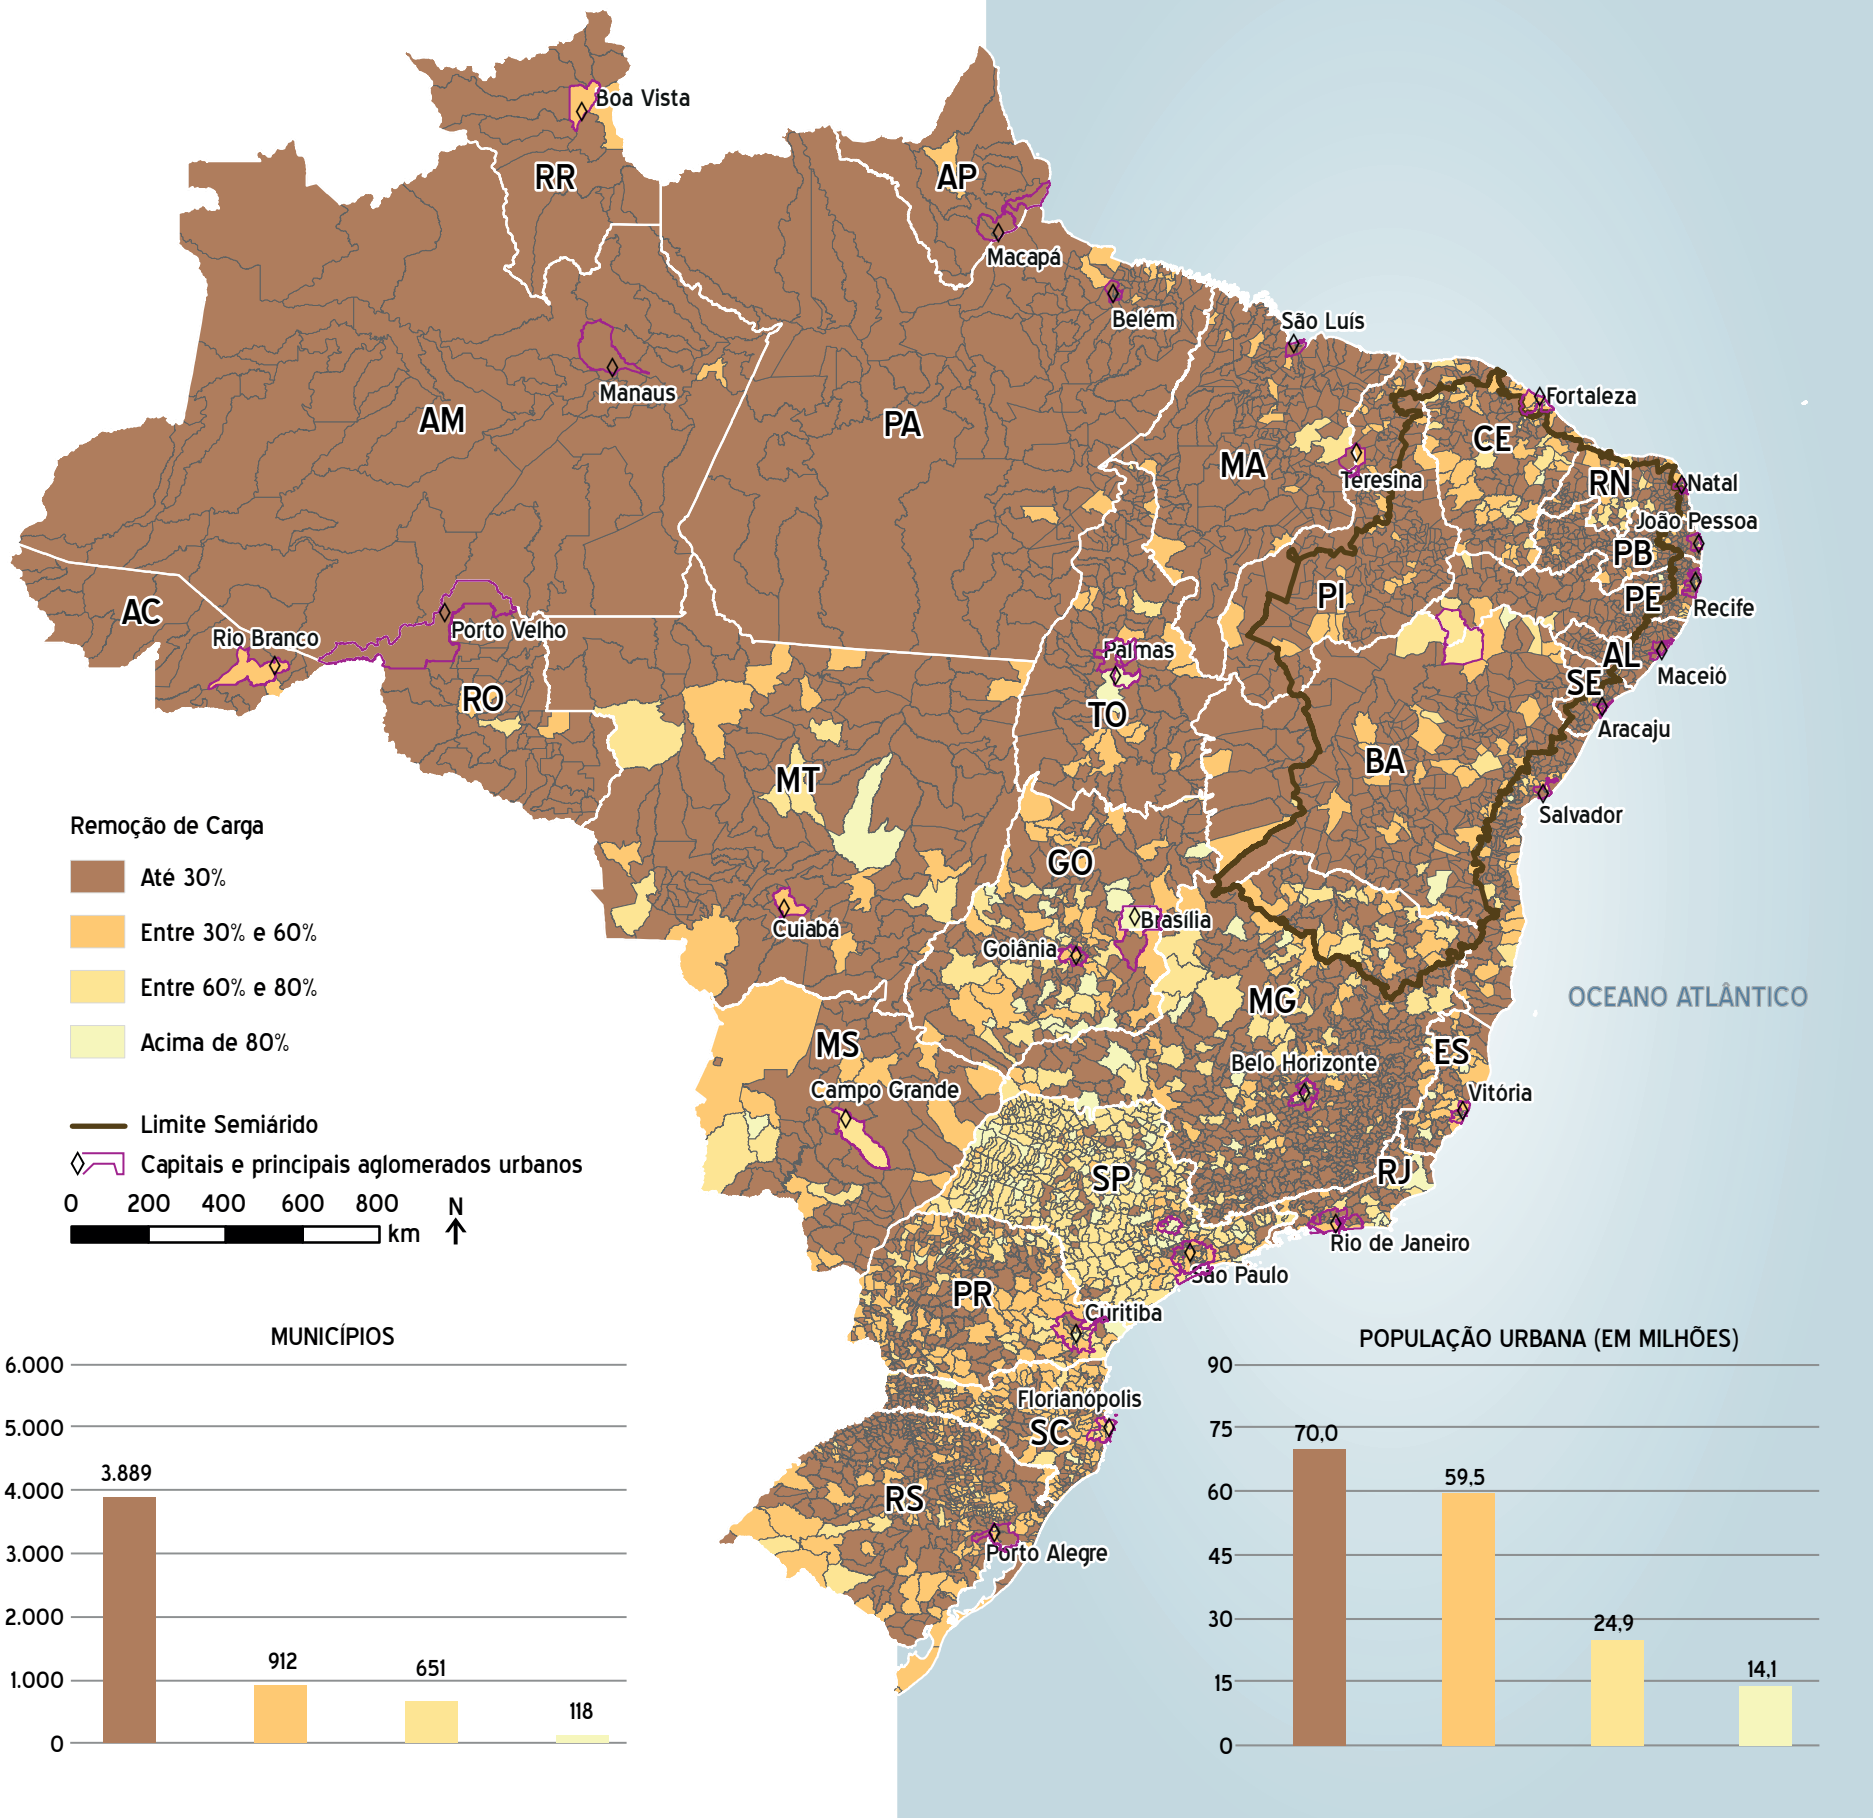 Boa Vista
RR
AP
Macapá
Belém
São Luís
Manaus
Fortaleza
AM
PA
CE
MA
Teresina
RN
Natal
João Pessoa
PB
PI
PE
Recife
AC
Rio Branco
Porto Velho
Palmas
AL
Maceió
RO
SE
TO
Aracaju
BA
MT
Salvador
Remoção de Carga
Até 30%
Entre 30% e 60%
Entre 60% e 80%
Acima de 80%
GO
Cuiabá
Brasília
Goiânia
MG
OCEANO ATLÂNTICO
MS
ES
Belo Horizonte
Campo Grande
Vitória
Limite Semiárido
Capitais e principais aglomerados urbanos
0 200 400 600 800
km
N
SP
RJ
Rio de Janeiro
São Paulo
PR
Curitiba
Florianópolis
SC
RS
Porto Alegre
MUNICÍPIOS
6.000
5.000
4.000
3.000
2.000
1.000
0
3.889
912
651
118
POPULAÇÃO URBANA (EM MILHÕES)
90
75
60
45
30
15
0
70,0
59,5
24,9
14,1